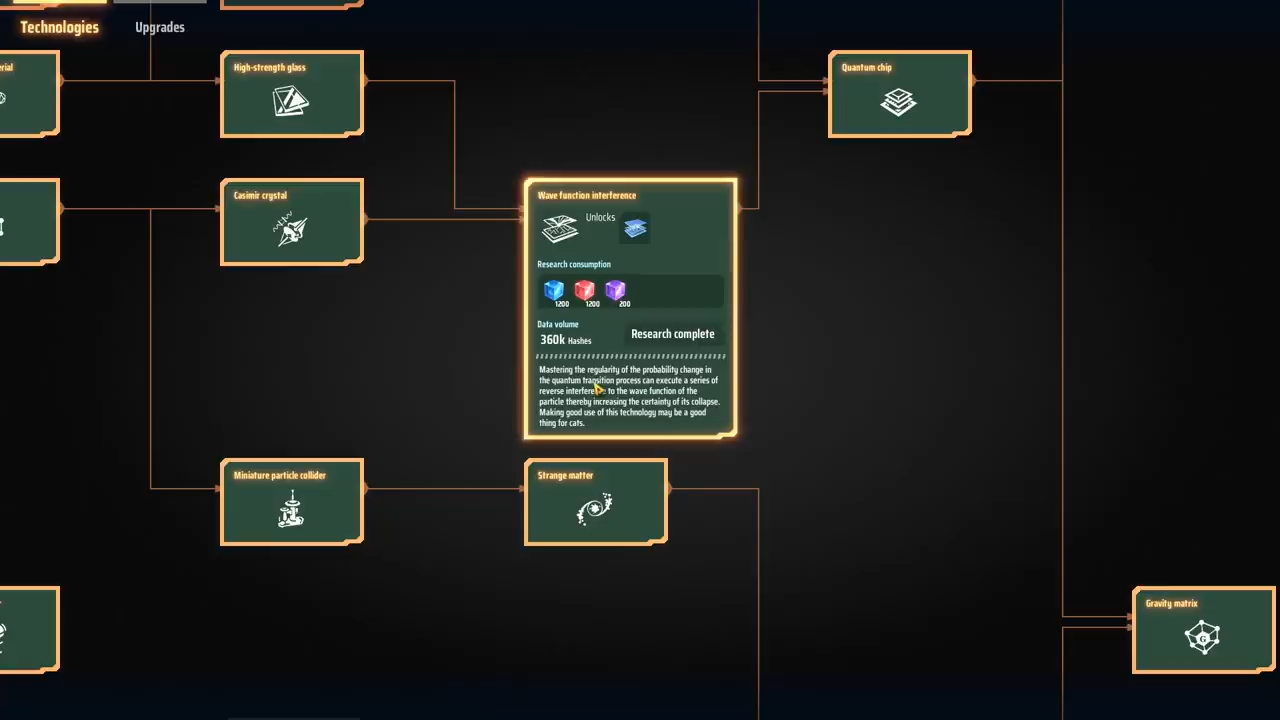 Technologies
Upgrades
rial
High-strength glass
Quantum chip
Casimir crystal
Wave function interference
Unlocks
Research consumption
1200
1200
200
Data volume
360k Hashes
Research complete
Mastering the regularity of the probability change in
the quantum transition process can execute a series of
reverse interfere to the wave function of the
particle thereby increasing the certainty of its collapse.
Making good use of this technology may be a good
thing for cats.
Miniature particle collider
Strange matter
Gravity matrix
G